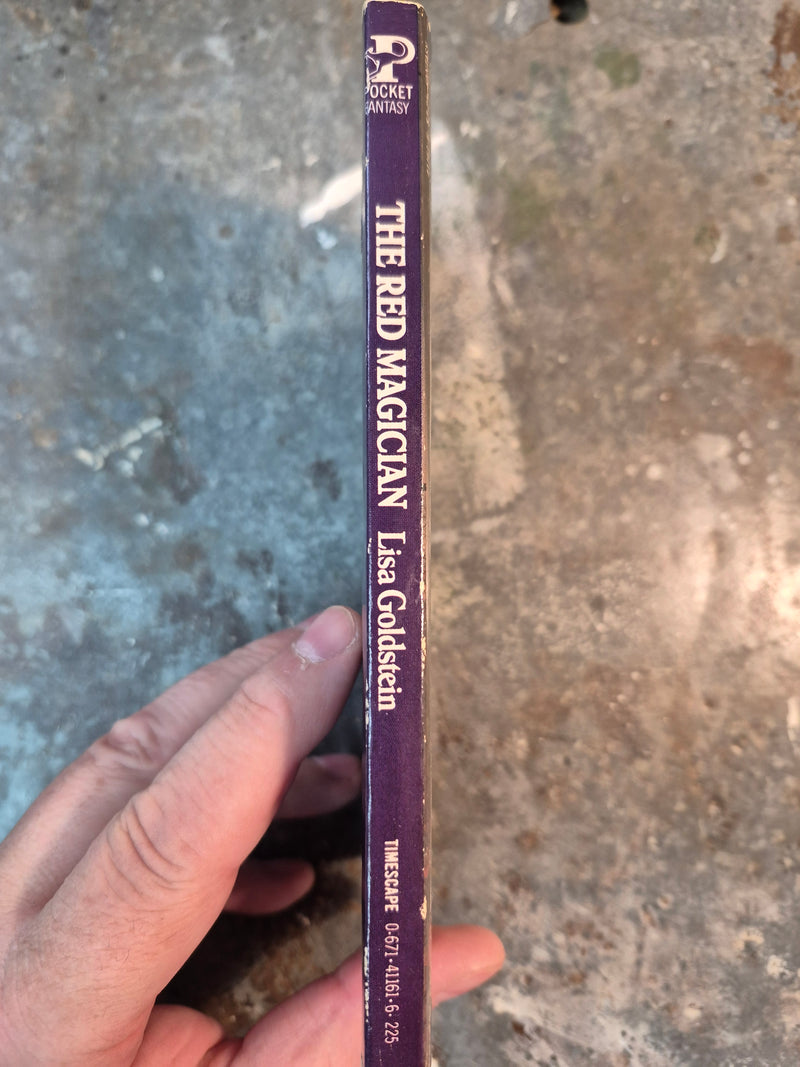 P
POCKET
FANTASY
THE RED MAGICIAN Lisa Goldstein
TIMESCAPE 0-671-41161-6· 225